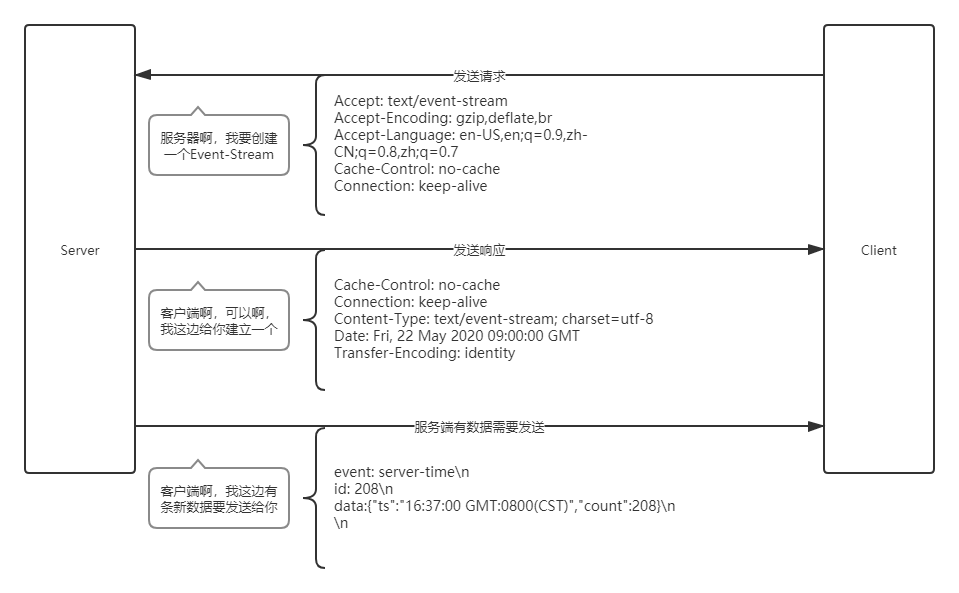 发送请求
Accept: text/event-stream
Accept-Encoding: gzip,deflate,br
Accept-Language: en-US,en;q=0.9,zh-
CN;q=0.8,zh;q=0.7
Cache-Control: no-cache
Connection: keep-alive
服务器啊，我要创建
一个Event-Stream
Server
发送响应
Client
Cache-Control: no-cache
Connection: keep-alive
Content-Type: text/event-stream; charset=utf-8
Date: Fri, 22 May 2020 09:00:00 GMT
Transfer-Encoding: identity
客户端啊，可以啊，
我这边给你建立一个
服务端有数据需要发送
event: server-time\n
id: 208\n
data:{"ts":"16:37:00 GMT:0800(CST)","count":208}\n
\n
客户端啊，我这边有
条新数据要发送给你